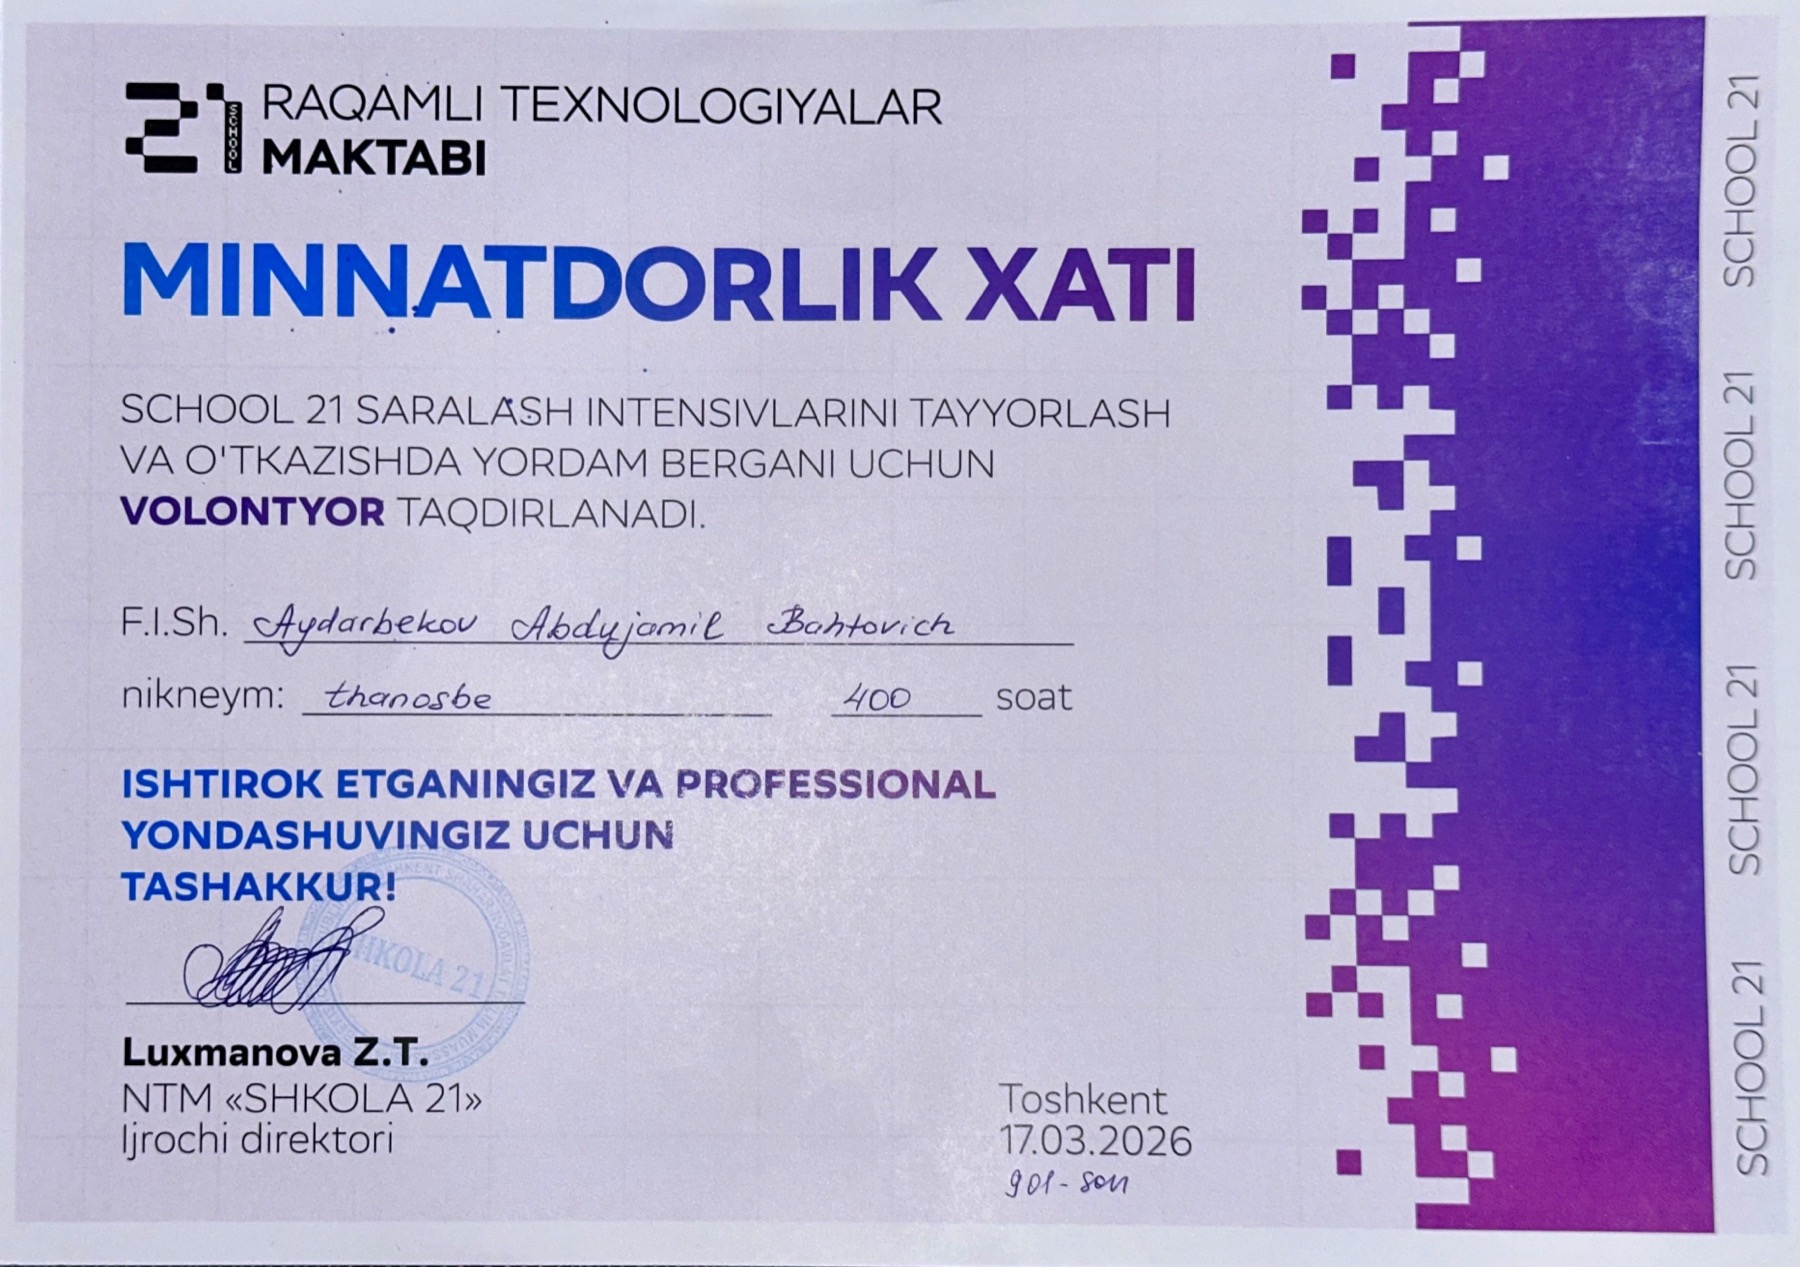 21 SCHOOL RAQAMLI TEXNOLOGIYALAR
MAKTABI
MINNATDORLIK XATI
SCHOOL 21 SARALASH INTENSIVLARINI TAYYORLASH
VA O'TKAZISHDA YORDAM BERGANI UCHUN
VOLONTYOR TAQDIRLANADI.
F.I.Sh. Aydarbekov Abdujamil Bahtovich
nikneym: thanosbe 400 soat
ISHTIROK ETGANINGIZ VA PROFESSIONAL
YONDASHUVINGIZ UCHUN
TASHAKKUR!
SHKOLA 21
Luxmanova Z.T.
NTM «SHKOLA 21»
Ijrochi direktori
Toshkent
17.03.2026
901-son
SCHOOL 21
SCHOOL 21
SCHOOL 21
SCHOOL 21